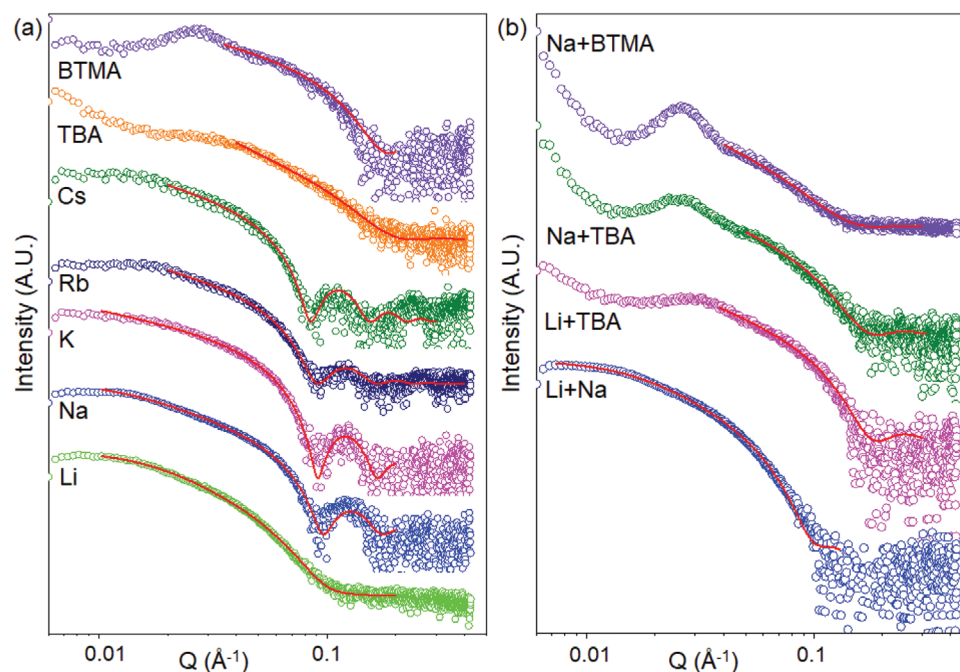 (a)
BTMA
TBA
Cs
Rb
K
Na
Li
Intensity (A.U.)
0.01
0.1
Q (Å-1)
(b)
Na+BTMA
Na+TBA
Li+TBA
Li+Na
Intensity (A.U.)
0.01
0.1
Q (Å-1)